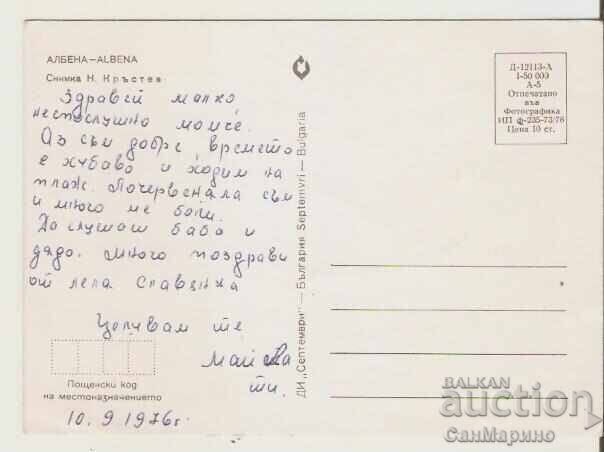 АЛБЕНА—ALBENA
Снимка Н. Кръстев
Здравей малко
непослушно момче.
Аз съм добре времето
е хубаво и ходим на
плаж. Почервеняла съм
и много ме боли.
Да слушаш баба и
дядо. Много поздрави
от леля Славенка
Целувам те
Майка
ти.
Пощенски код
на местоназначението
10.9 1976г.
ДИ „Септември" — България Septemvri — Bulgaria
Д-12113-А
I-50 000
А-5
Отпечатано
във
Фотографика
ИП ф-235-73/76
Цена 10 ст.
BALKAN
auction
СанМарино